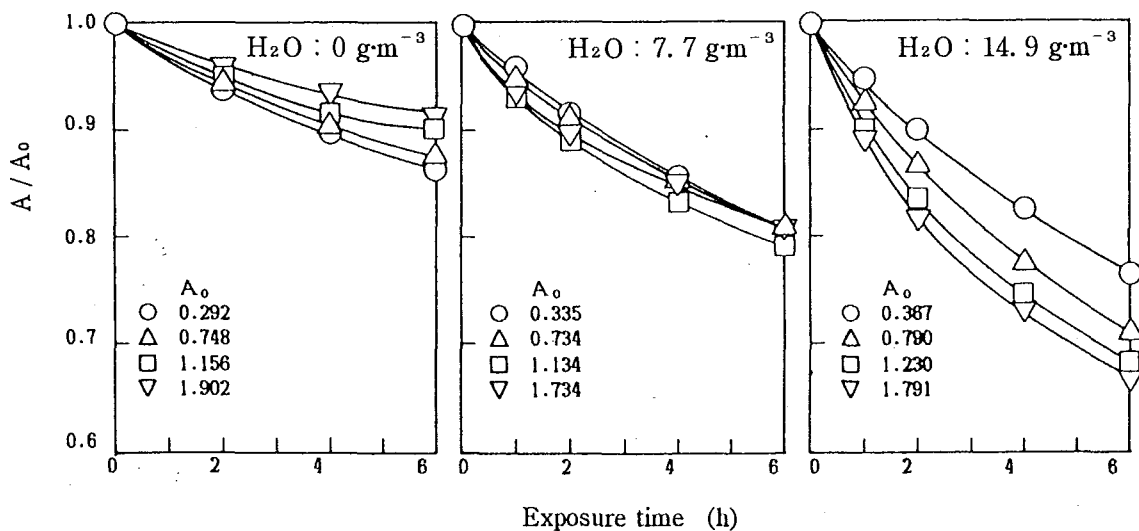 H₂O : 0 g·m⁻³
H₂O : 7.7 g·m⁻³
H₂O : 14.9 g·m⁻³
A / A₀
1.0
0.9
0.8
0.7
0.6
A₀
0.292
0.748
1.156
1.902
A₀
0.335
0.734
1.134
1.734
A₀
0.367
0.790
1.230
1.791
0 2 4 6
0 2 4 6
0 2 4 6
Exposure time (h)